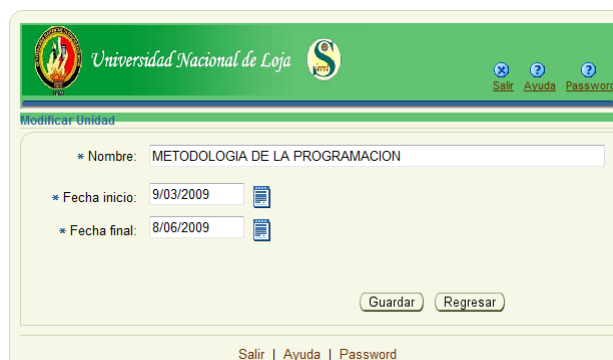 Universidad Nacional de Loja
Salir Ayuda Password
Modificar Unidad
* Nombre: METODOLOGIA DE LA PROGRAMACION
* Fecha inicio: 9/03/2009
* Fecha final: 8/06/2009
Guardar Regresar
Salir | Ayuda | Password